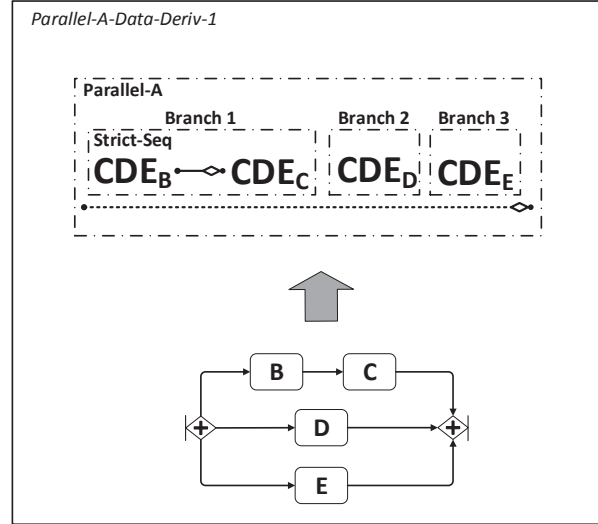 Parallel-A-Data-Deriv-1
Parallel-A
Branch 1 Branch 2 Branch 3
Strict-Seq
CDEB CDEC CDED CDEE
B C
+ D +
E